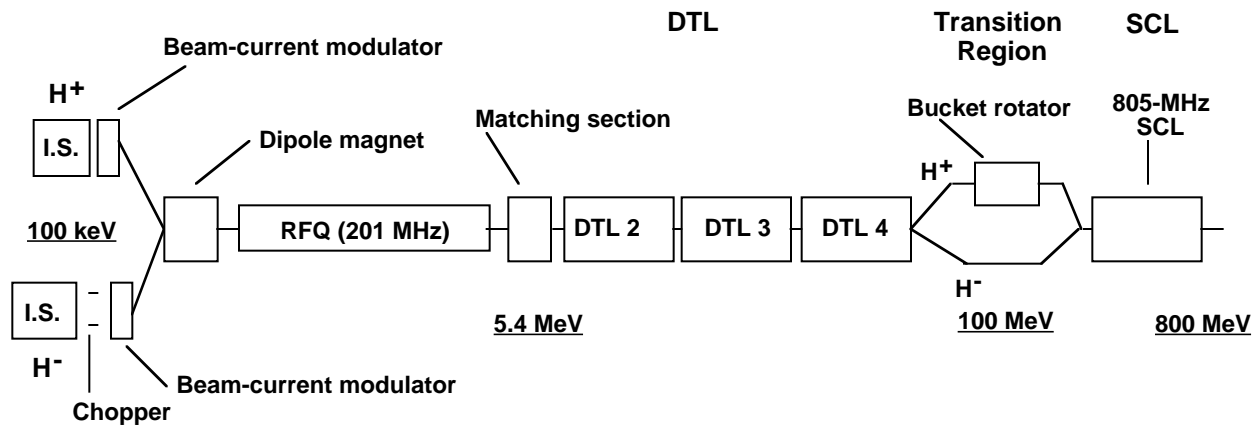 DTL
Transition
Region
SCL
Beam-current modulator
H+
I.S.
Dipole magnet
Matching section
Bucket rotator
805-MHz
SCL
H+
100 keV
RFQ (201 MHz)
DTL 2
DTL 3
DTL 4
I.S.
H-
H-
5.4 MeV
100 MeV
800 MeV
Beam-current modulator
Chopper